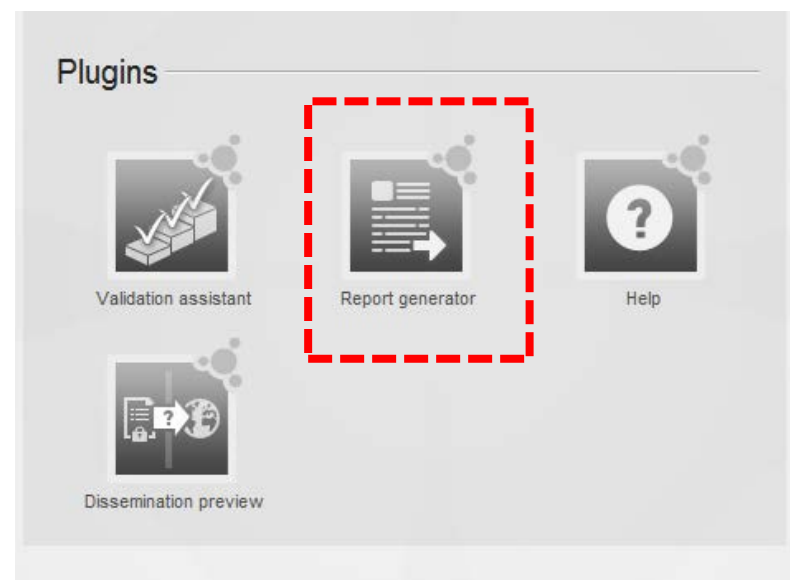 Plugins
Validation assistant
Report generator
Help
Dissemination preview